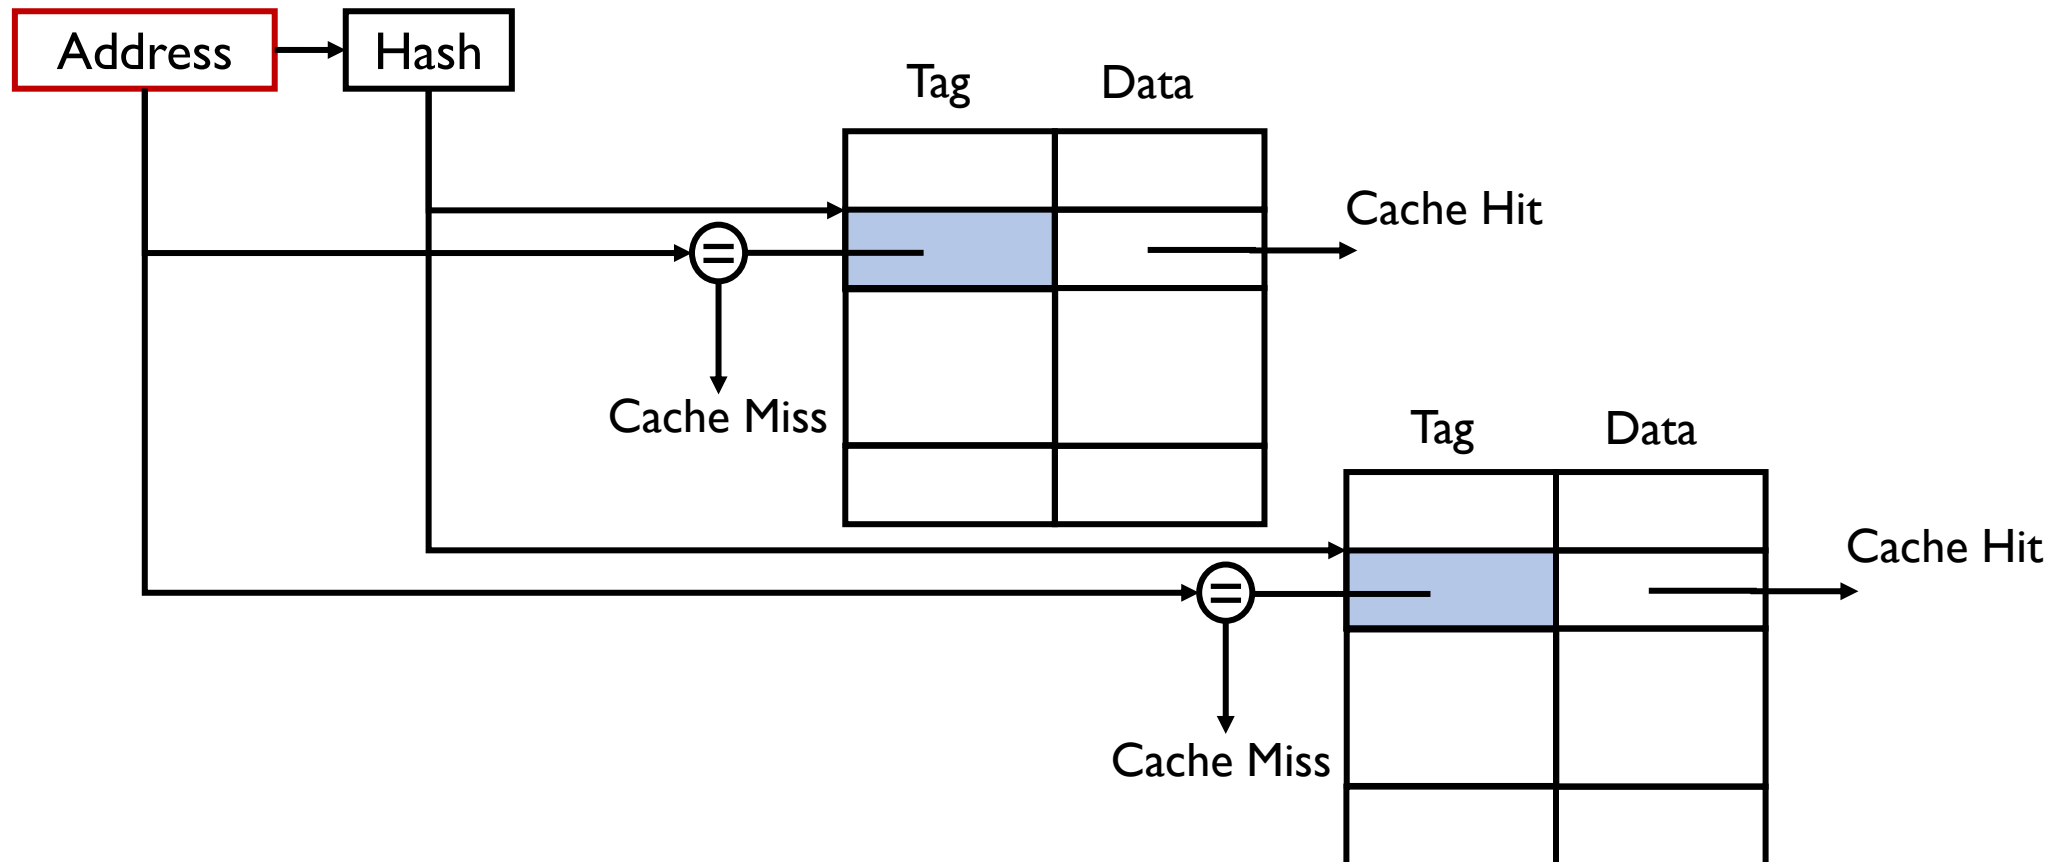 Address
Hash
Tag
Data
Cache Hit
=
Cache Miss
Tag
Data
Cache Hit
=
Cache Miss